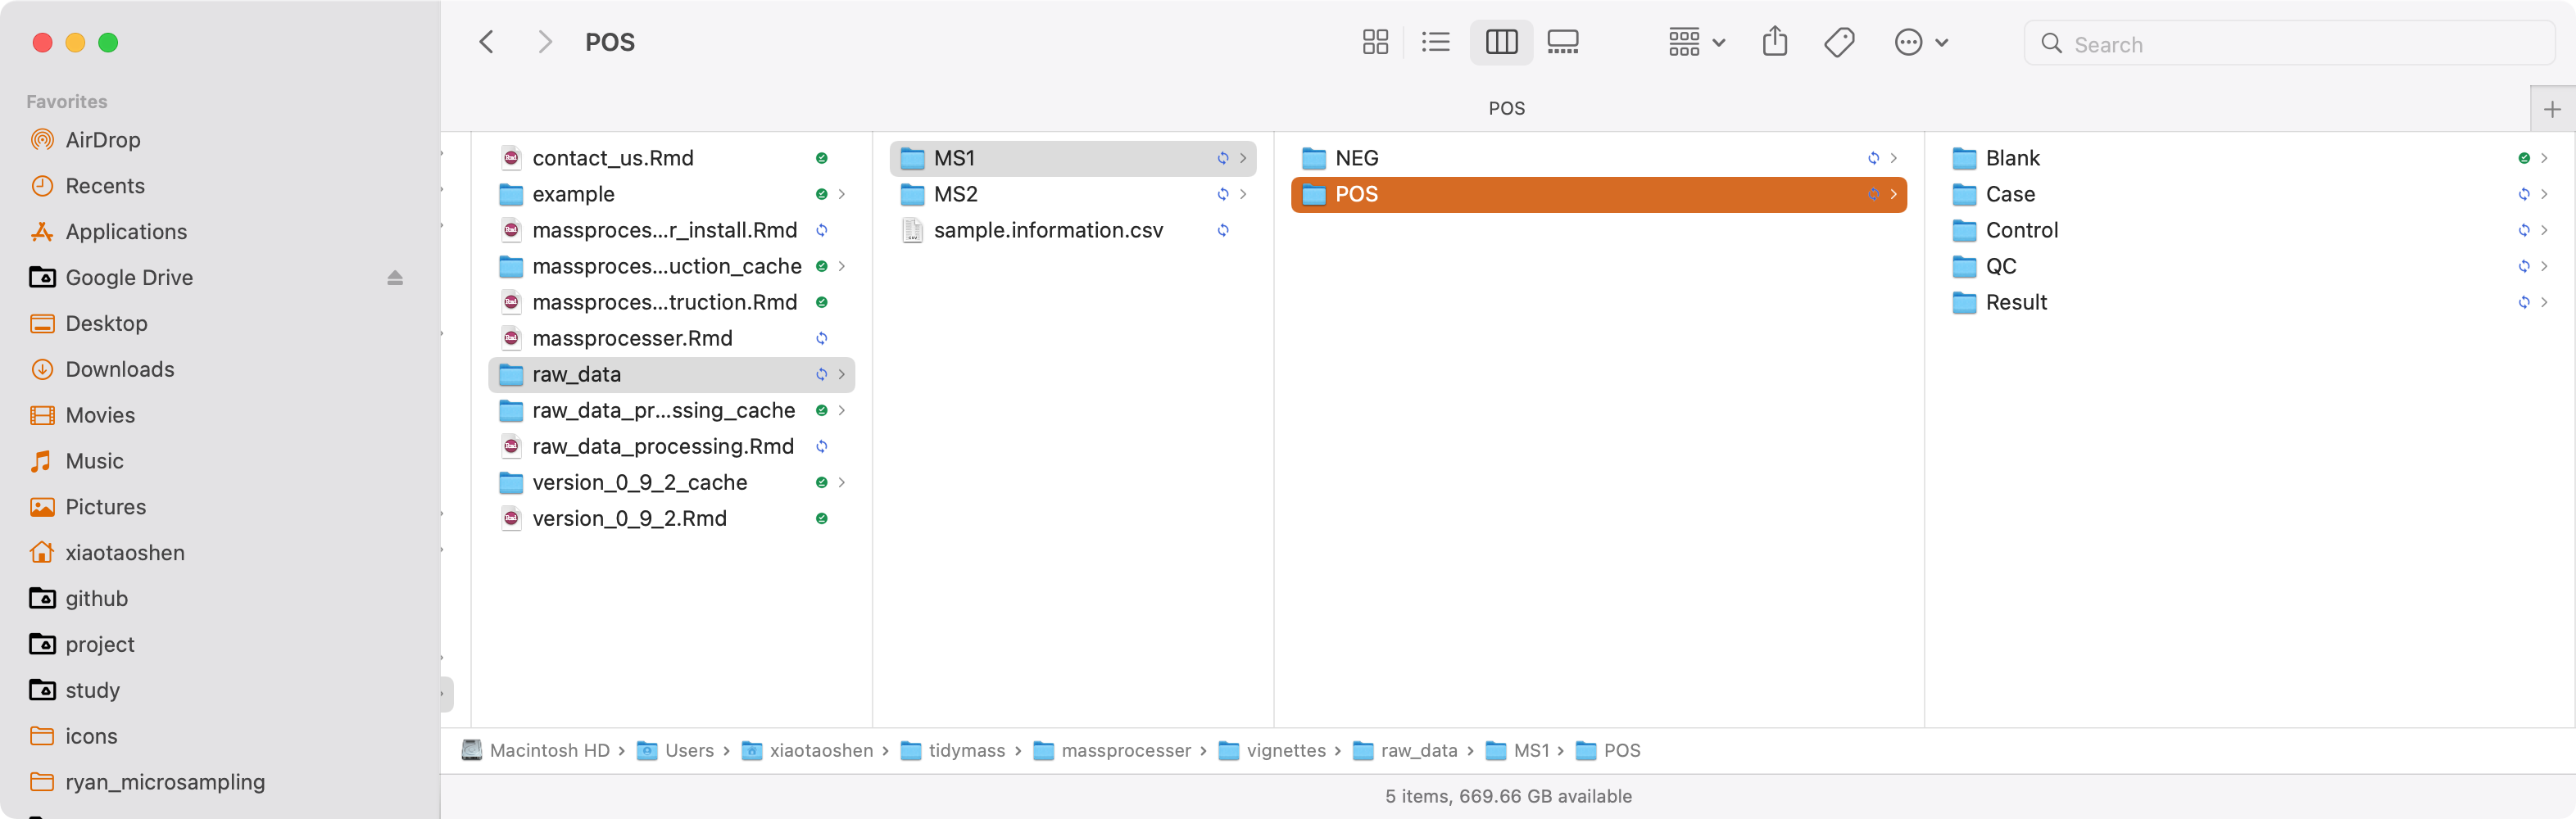 POS
Search
POS
Favorites
AirDrop
Recents
Applications
Google Drive
Desktop
Downloads
Movies
Music
Pictures
xiaotaoshen
github
project
study
icons
ryan_microsampling
contact_us.Rmd
example
massproces...r_install.Rmd
massproces...uction_cache
massproces...truction.Rmd
massprocesser.Rmd
raw_data
raw_data_pr...ssing_cache
raw_data_processing.Rmd
version_0_9_2_cache
version_0_9_2.Rmd
MS1
MS2
sample.information.csv
NEG
POS
Blank
Case
Control
QC
Result
Macintosh HD › Users › xiaotaoshen › tidymass › massprocesser › vignettes › raw_data › MS1 › POS
5 items, 669.66 GB available